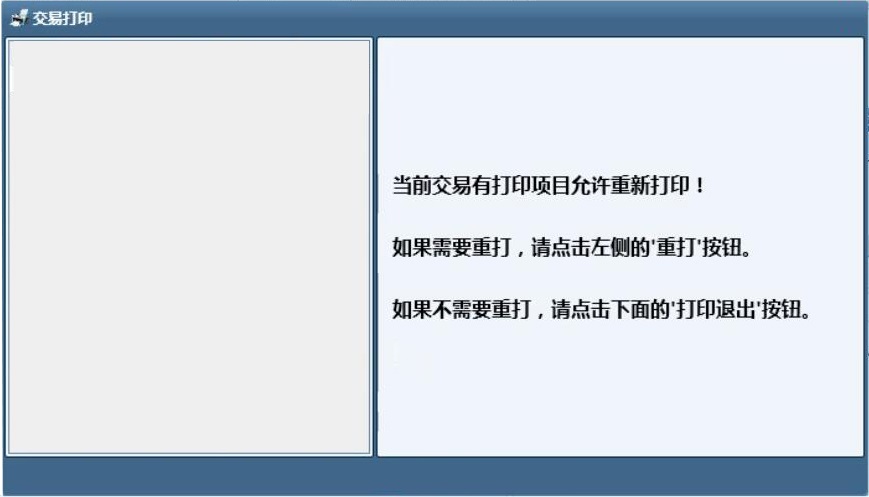 交易打印
当前交易有打印项目允许重新打印！
如果需要重打，请点击左侧的'重打'按钮。
如果不需要重打，请点击下面的'打印退出'按钮。